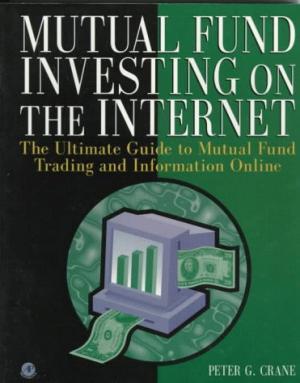 MUTUAL FUND
INVESTING ON
THE INTERNET
The Ultimate Guide to Mutual Fund
Trading and Information Online
PETER G. CRANE